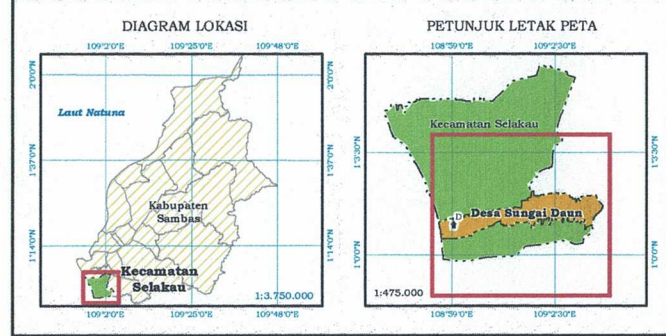 DIAGRAM LOKASI
109°2'0"E 109°25'0"E 109°48'0"E
2°0'0"N
2°0'0"N
Laut Natuna
1°37'0"N
1°37'0"N
Kabupaten
Sambas
1°14'0"N
1°14'0"N
Kecamatan
Selakau
1:3.750.000
109°2'0"E 109°25'0"E 109°48'0"E
PETUNJUK LETAK PETA
108°59'0"E 109°2'30"E
Kecamatan Selakau
1°3'30"N
1°3'30"N
D
Desa Sungai Daun
1°0'0"N
1°0'0"N
1:475.000
108°59'0"E 109°2'30"E